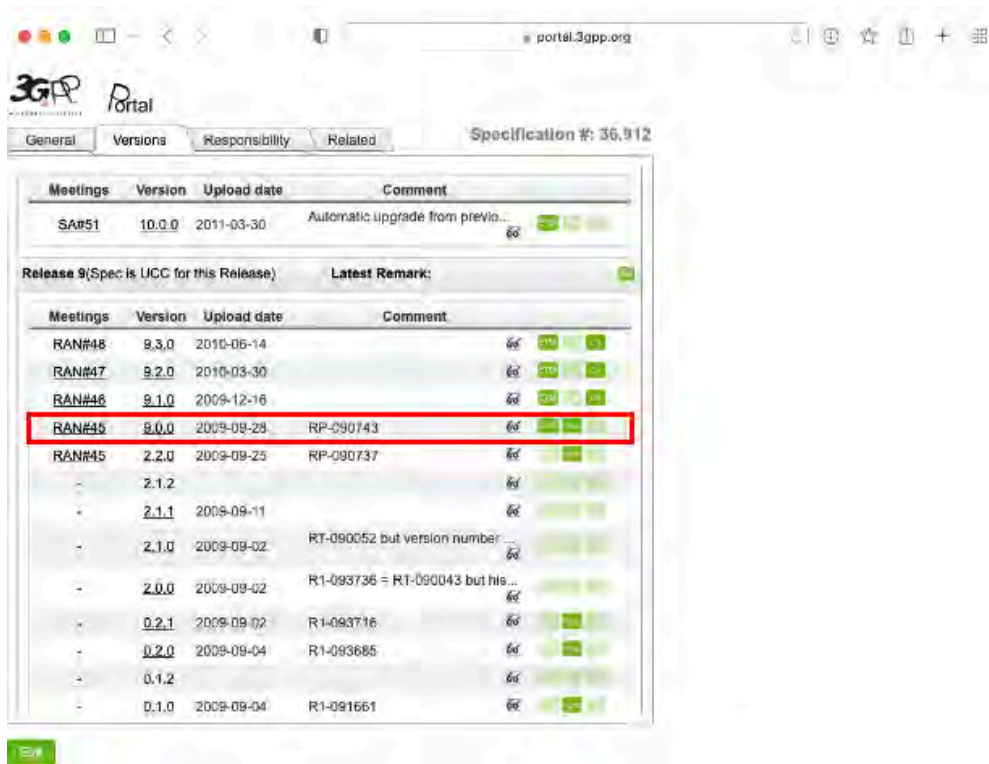 portal.3gpp.org
3GPP Portal
General Versions Responsibility Related Specification #: 36.912
Meetings Version Upload date Comment
SA#51 10.0.0 2011-03-30 Automatic upgrade from previo...
Release 9(Spec is UCC for this Release) Latest Remark:
Meetings Version Upload date Comment
RAN#48 9.3.0 2010-06-14
RAN#47 9.2.0 2010-03-30
RAN#46 9.1.0 2009-12-16
RAN#45 9.0.0 2009-09-28 RP-090743
RAN#45 2.2.0 2009-09-25 RP-090737
- 2.1.2
- 2.1.1 2009-09-11
- 2.1.0 2009-09-02 RT-090052 but version number ...
- 2.0.0 2009-09-02 R1-093736 = RT-090043 but his...
- 0.2.1 2009-09-02 R1-093716
- 0.2.0 2009-09-04 R1-093685
- 0.1.2
- 0.1.0 2009-09-04 R1-091661